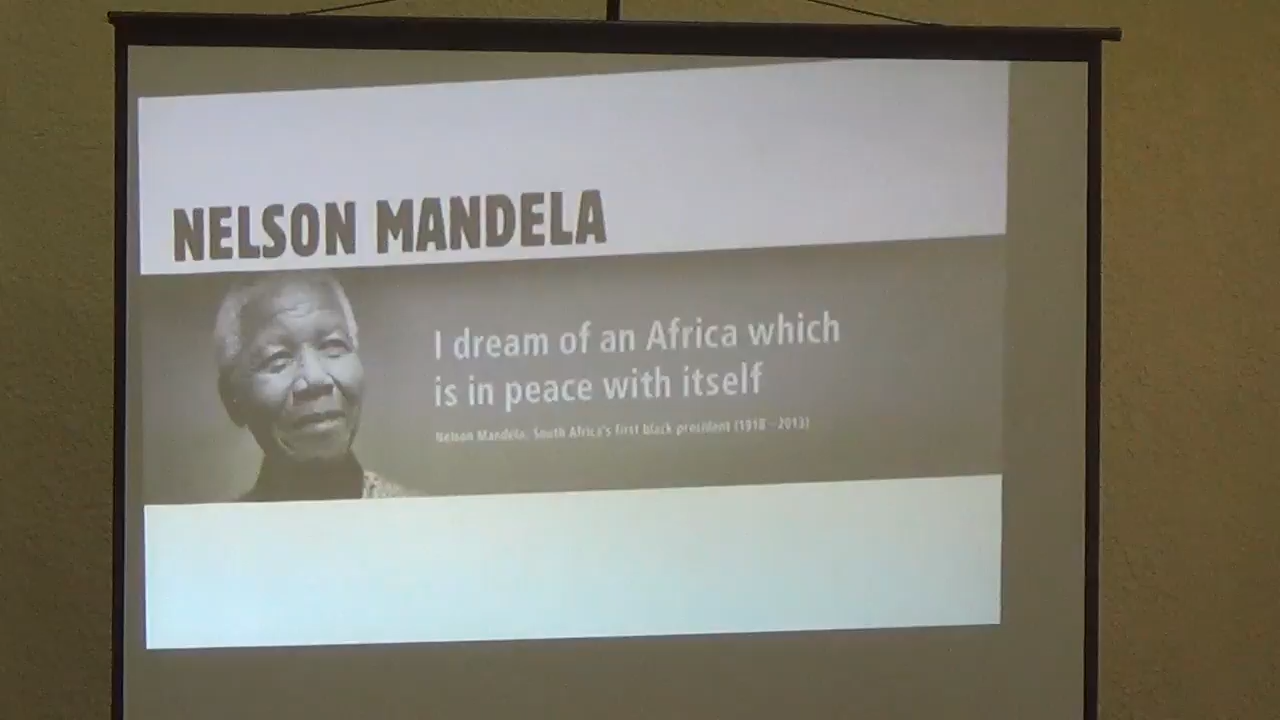 NELSON MANDELA
I dream of an Africa which
is in peace with itself
Nelson Mandela, South Africa's first black president (1918 - 2013)